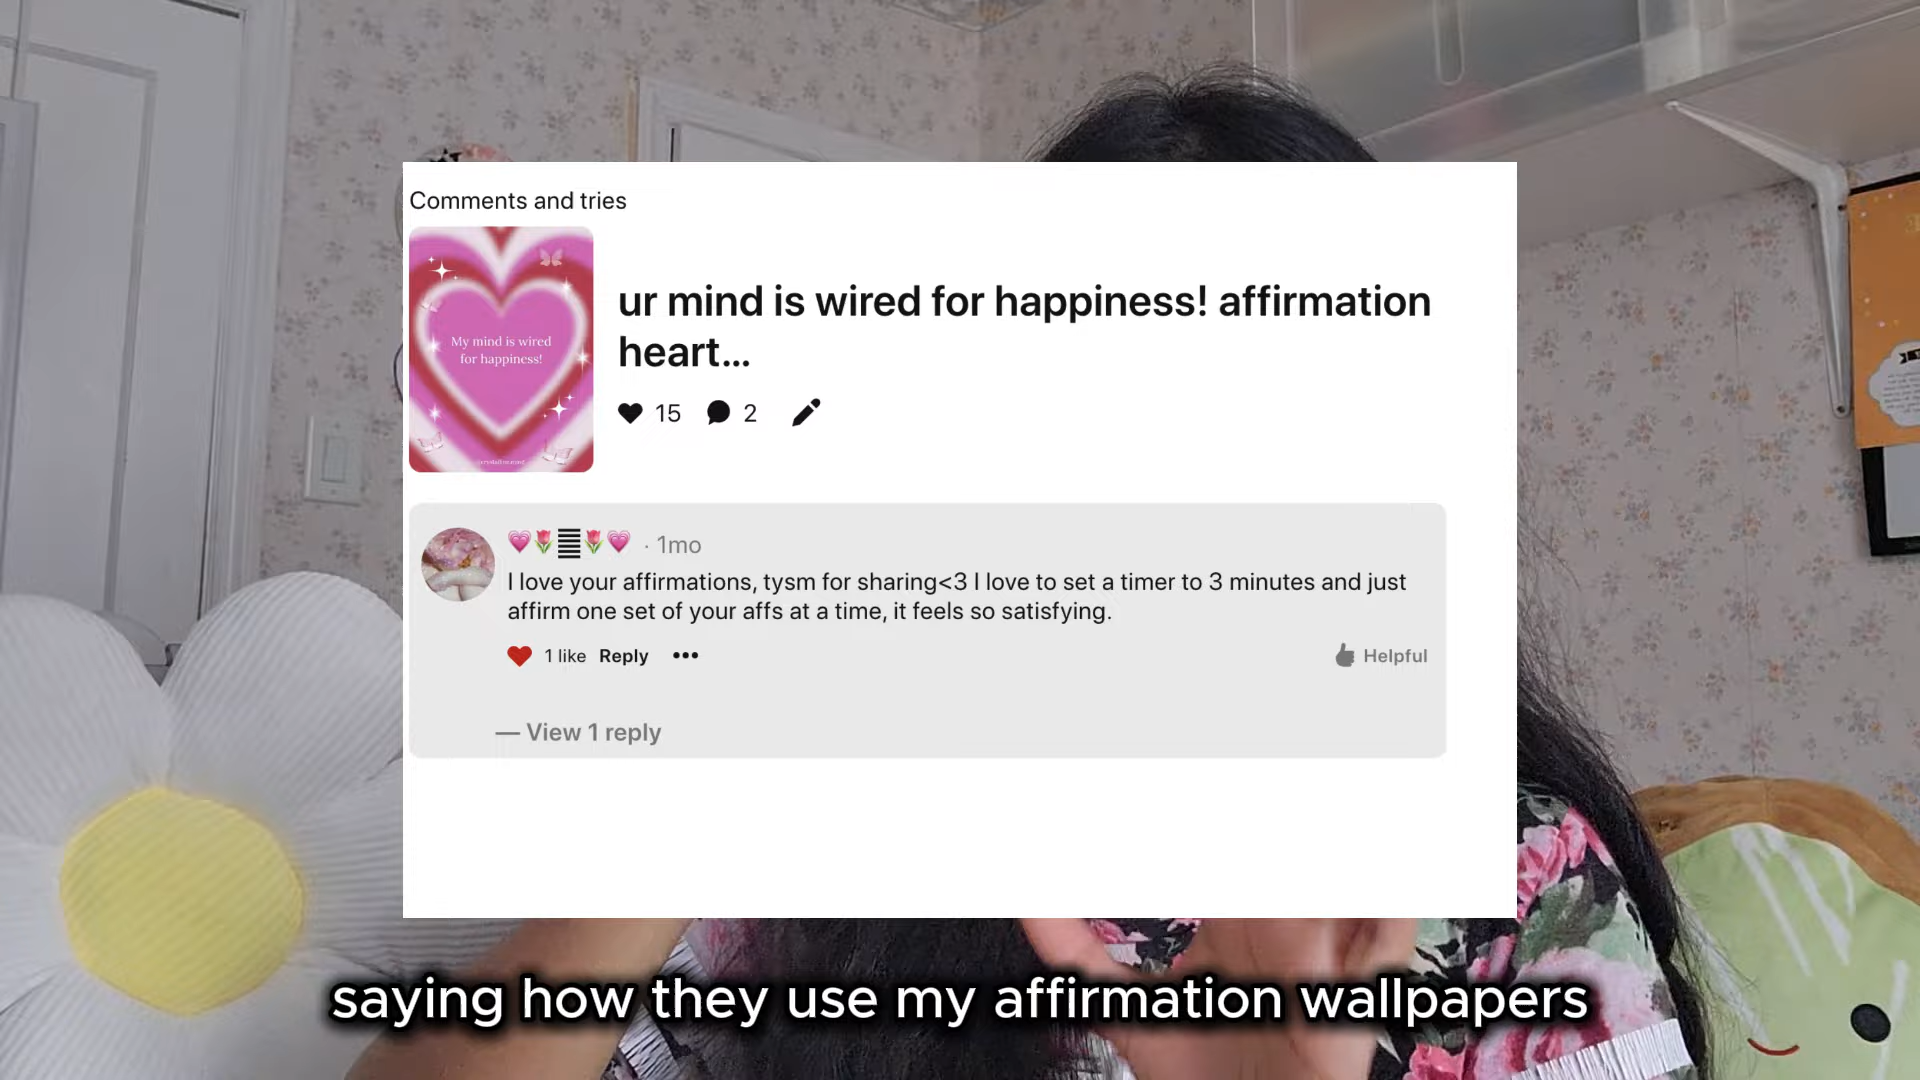 Comments and tries
My mind is wired
for happiness!
ur mind is wired for happiness! affirmation
heart...
15 2
· 1mo
I love your affirmations, tysm for sharing<3 I love to set a timer to 3 minutes and just
affirm one set of your affs at a time, it feels so satisfying.
1 like Reply ••• Helpful
— View 1 reply
saying how they use my affirmation wallpapers